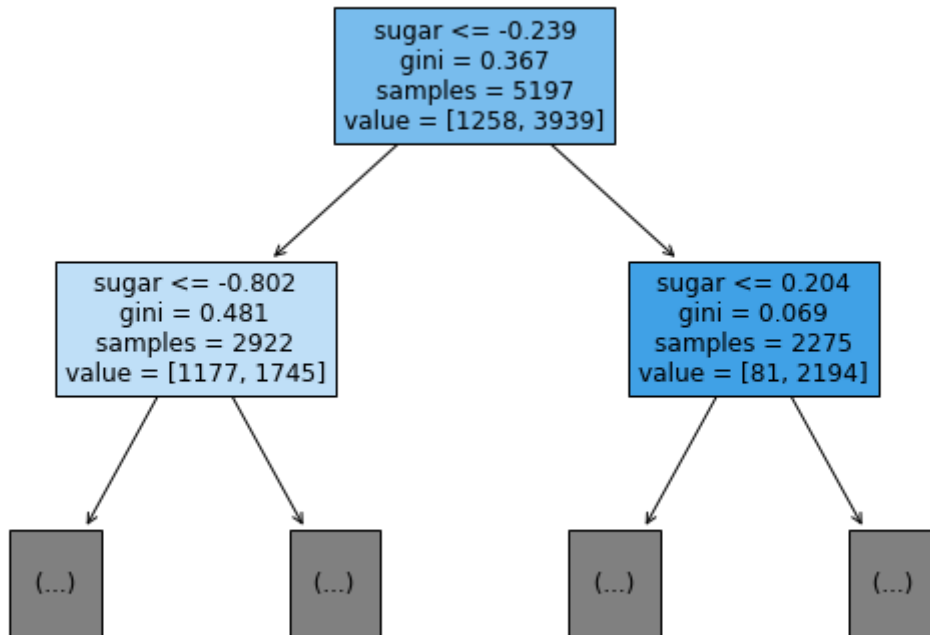 sugar <= -0.239
gini = 0.367
samples = 5197
value = [1258, 3939]
sugar <= -0.802
gini = 0.481
samples = 2922
value = [1177, 1745]
sugar <= 0.204
gini = 0.069
samples = 2275
value = [81, 2194]
(...)
(...)
(...)
(...)